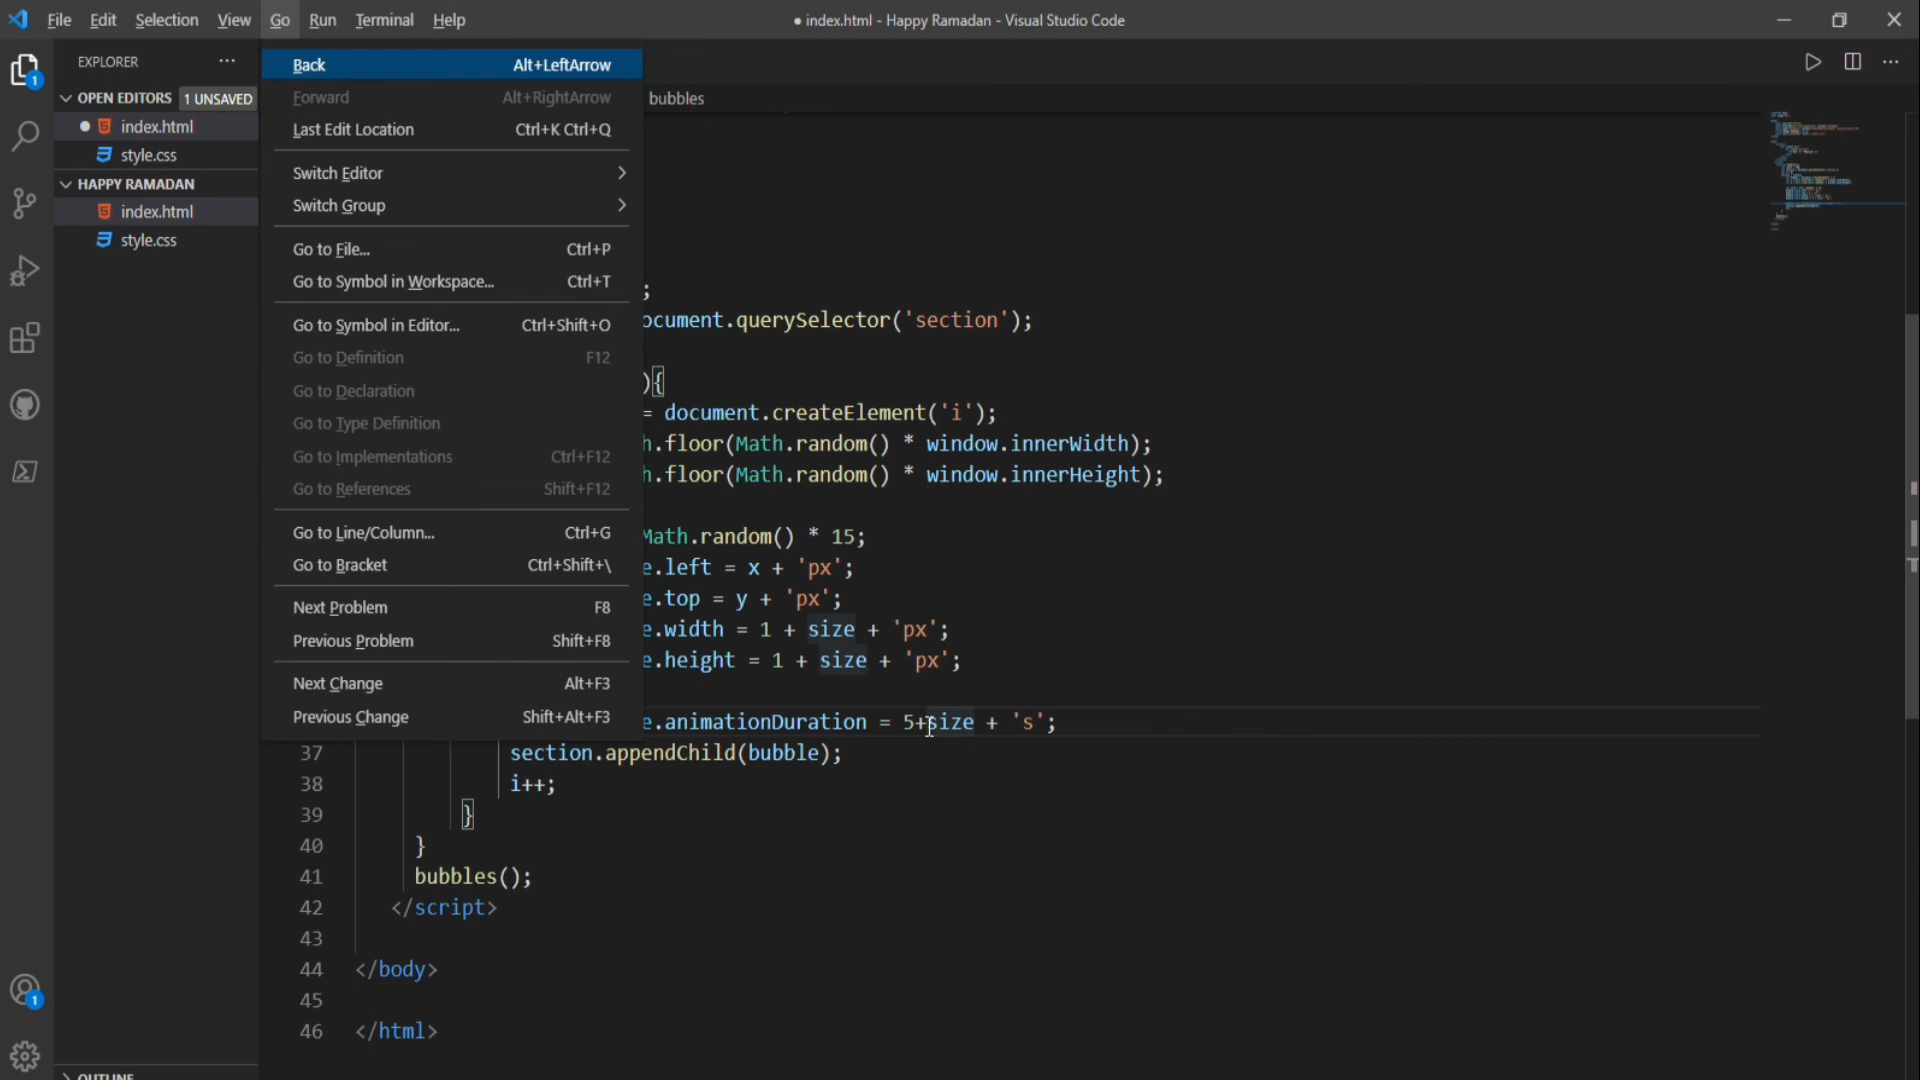 File Edit Selection View Go Run Terminal Help
● index.html - Happy Ramadan - Visual Studio Code
EXPLORER
OPEN EDITORS 1 UNSAVED
index.html
style.css
HAPPY RAMADAN
index.html
style.css
OUTLINE
1
1
Back Alt+LeftArrow
Forward Alt+RightArrow
Last Edit Location Ctrl+K Ctrl+Q
Switch Editor
Switch Group
Go to File... Ctrl+P
Go to Symbol in Workspace... Ctrl+T
Go to Symbol in Editor... Ctrl+Shift+O
Go to Definition F12
Go to Declaration
Go to Type Definition
Go to Implementations Ctrl+F12
Go to References Shift+F12
Go to Line/Column... Ctrl+G
Go to Bracket Ctrl+Shift+\
Next Problem F8
Previous Problem Shift+F8
Next Change Alt+F3
Previous Change Shift+Alt+F3
bubbles
;
ocument.querySelector('section');
){
= document.createElement('i');
h.floor(Math.random() * window.innerWidth);
h.floor(Math.random() * window.innerHeight);
Math.random() * 15;
e.left = x + 'px';
e.top = y + 'px';
e.width = 1 + size + 'px';
e.height = 1 + size + 'px';
e.animationDuration = 5+size + 's';
37 section.appendChild(bubble);
38 i++;
39 }
40 }
41 bubbles();
42 </script>
43
44 </body>
45
46 </html>